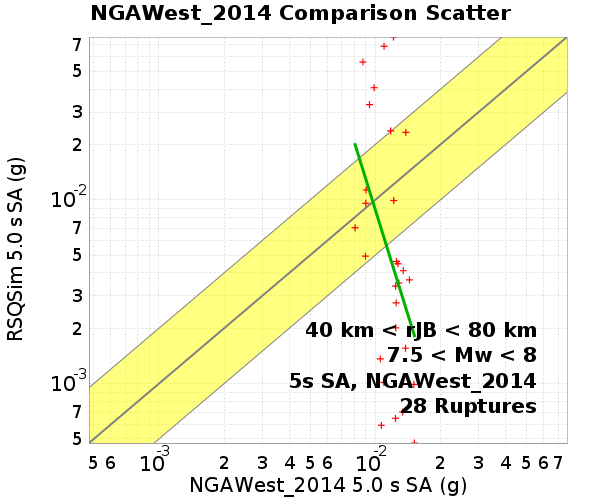 NGAWest_2014 Comparison Scatter
7
5
3
2
10-2
7
5
3
2
10-3
7
5
RSQSim 5.0 s SA (g)
40 km < rJB < 80 km
7.5 < Mw < 8
5s SA, NGAWest_2014
28 Ruptures
5 6 10-3 2 3 4 5 6 10-2 2 3 4 5 6 7
NGAWest_2014 5.0 s SA (g)